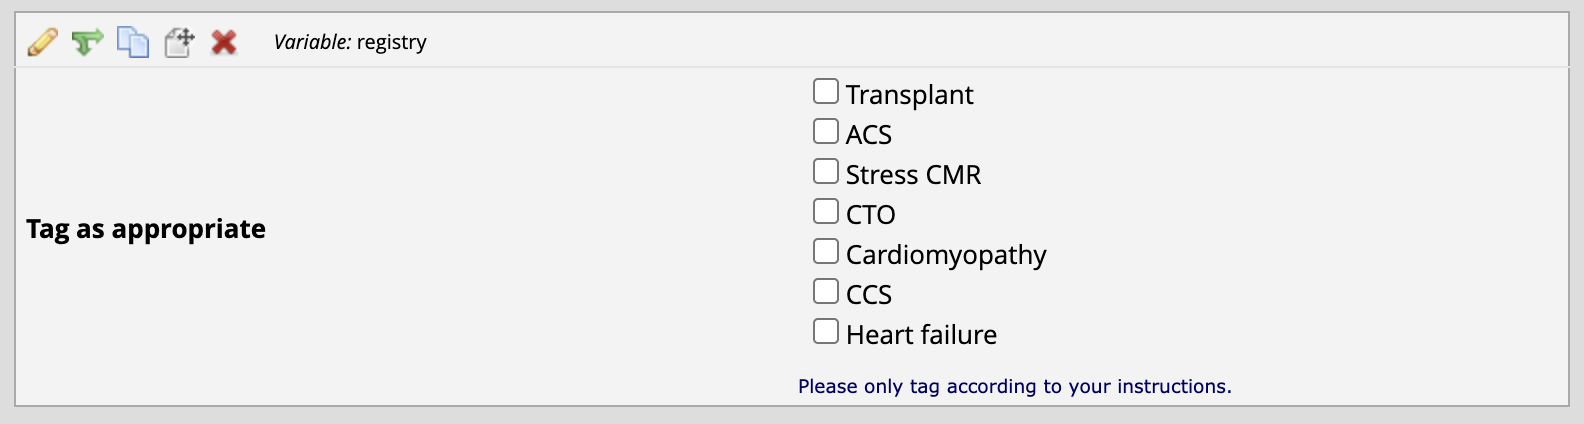 Variable: registry
Transplant
ACS
Stress CMR
CTO
Tag as appropriate
Cardiomyopathy
CCS
Heart failure
Please only tag according to your instructions.